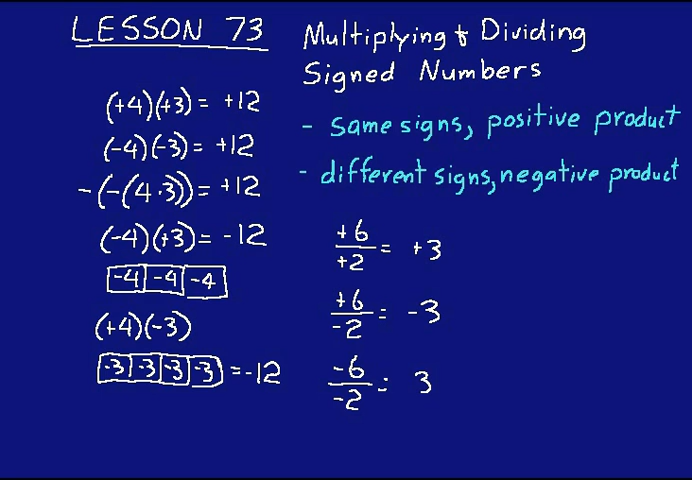 LESSON 73
Multiplying & Dividing
Signed Numbers
(+4)(+3) = +12
(-4)(-3) = +12
-(-(4·3)) = +12
(-4)(+3) = -12
-4 -4 -4
(+4)(-3)
-3 -3 -3 -3 = -12
- same signs, positive product
- different signs, negative product
+6/+2 = +3
+6/-2 = -3
-6/-2 = 3